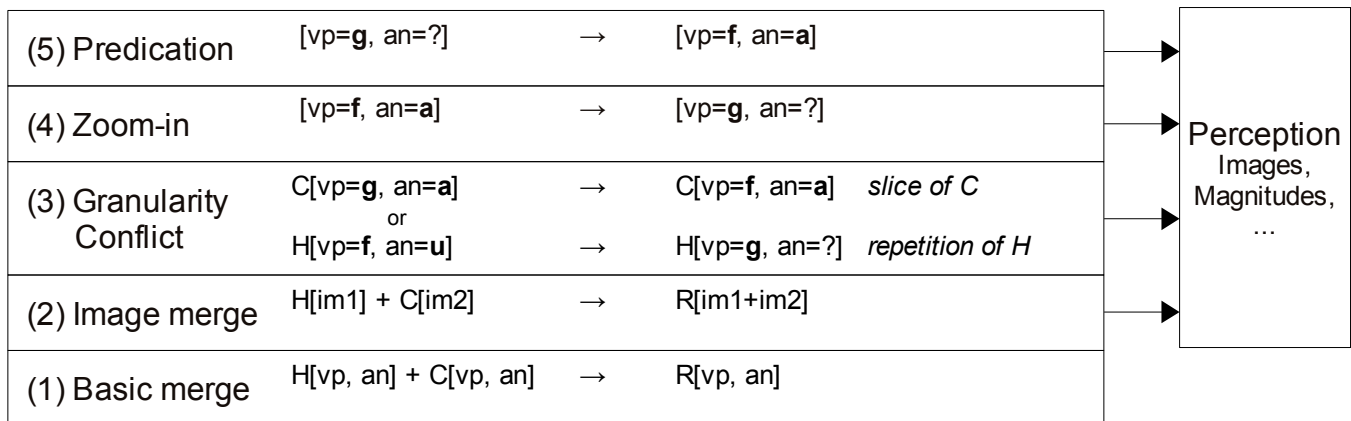 (5) Predication [vp=g, an=?] → [vp=f, an=a]
(4) Zoom-in [vp=f, an=a] → [vp=g, an=?]
(3) Granularity Conflict C[vp=g, an=a] → C[vp=f, an=a] slice of C
or
H[vp=f, an=u] → H[vp=g, an=?] repetition of H
(2) Image merge H[im1] + C[im2] → R[im1+im2]
(1) Basic merge H[vp, an] + C[vp, an] → R[vp, an]
Perception
Images,
Magnitudes,
...